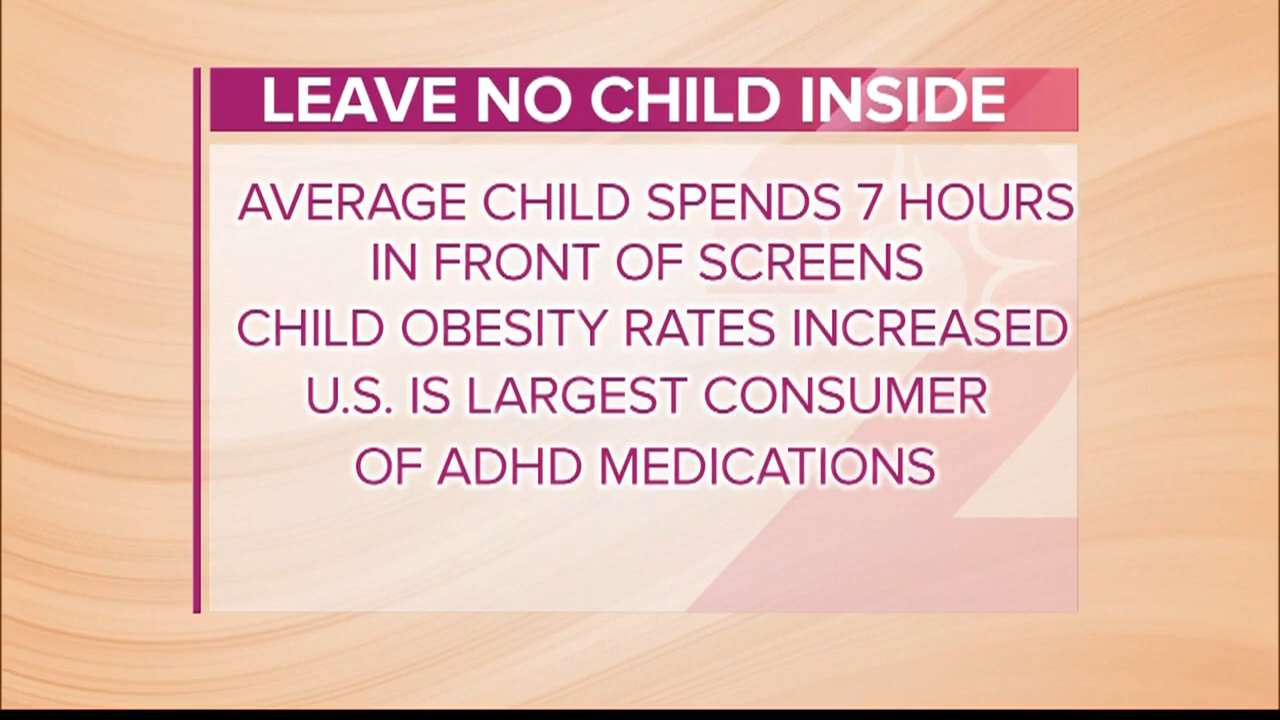 LEAVE NO CHILD INSIDE
AVERAGE CHILD SPENDS 7 HOURS
IN FRONT OF SCREENS
CHILD OBESITY RATES INCREASED
U.S. IS LARGEST CONSUMER
OF ADHD MEDICATIONS